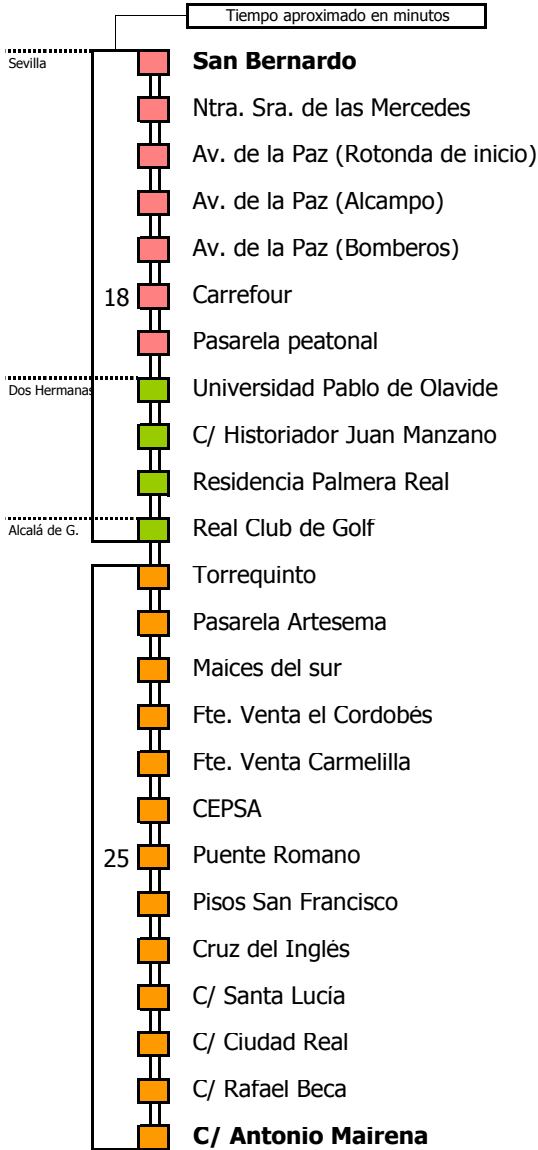 Tiempo aproximado en minutos
Sevilla
San Bernardo
Ntra. Sra. de las Mercedes
Av. de la Paz (Rotonda de inicio)
Av. de la Paz (Alcampo)
Av. de la Paz (Bomberos)
18
Carrefour
Pasarela peatonal
Dos Hermanas
Universidad Pablo de Olavide
C/ Historiador Juan Manzano
Residencia Palmera Real
Alcalá de G.
Real Club de Golf
Torrequinto
Pasarela Artesema
Maices del sur
Fte. Venta el Cordobés
Fte. Venta Carmelilla
CEPSA
25
Puente Romano
Pisos San Francisco
Cruz del Inglés
C/ Santa Lucía
C/ Ciudad Real
C/ Rafael Beca
C/ Antonio Mairena